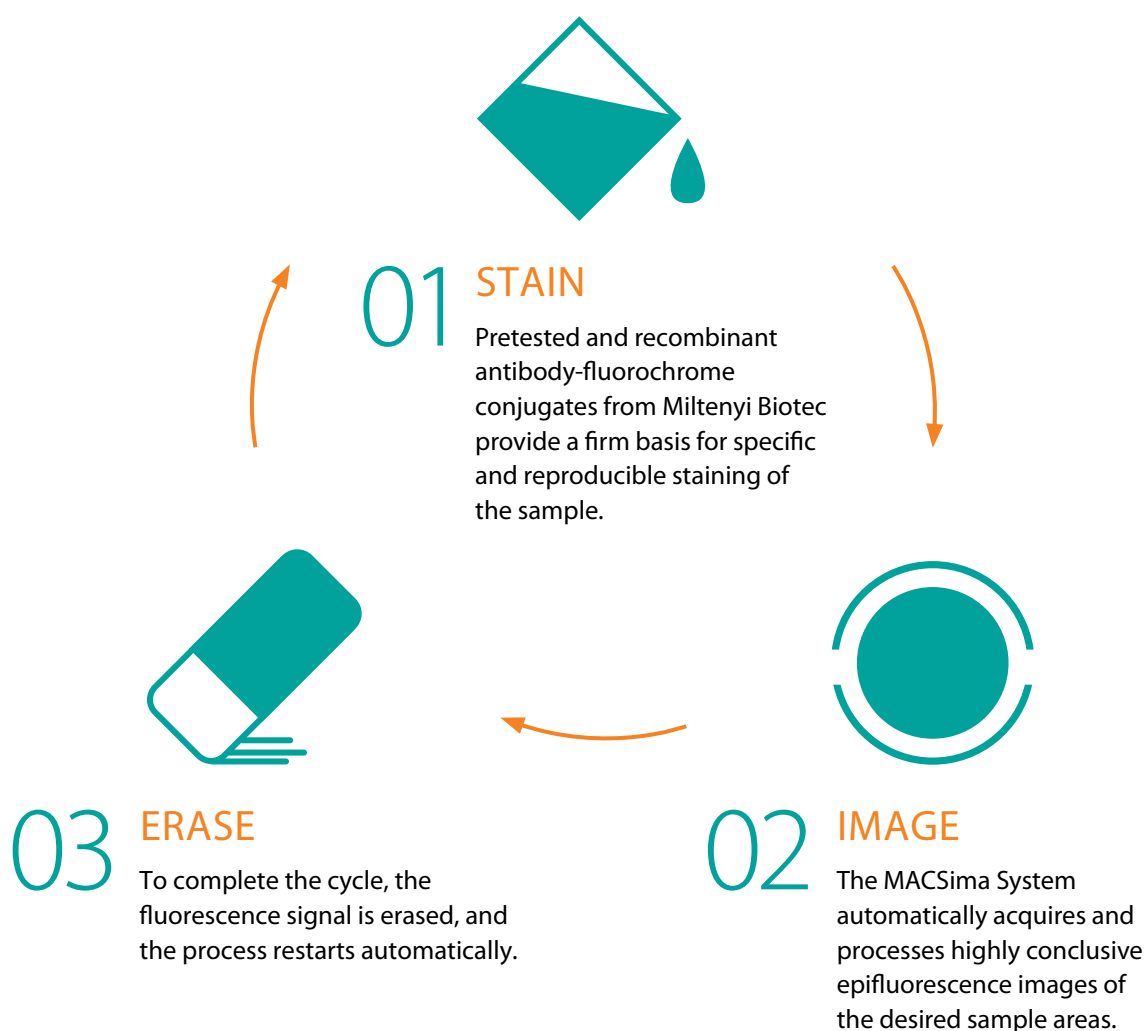 01 STAIN
Pretested and recombinant
antibody-fluorochrome
conjugates from Miltenyi Biotec
provide a firm basis for specific
and reproducible staining of
the sample.
02 IMAGE
The MACSima System
automatically acquires and
processes highly conclusive
epifluorescence images of
the desired sample areas.
03 ERASE
To complete the cycle, the
fluorescence signal is erased, and
the process restarts automatically.